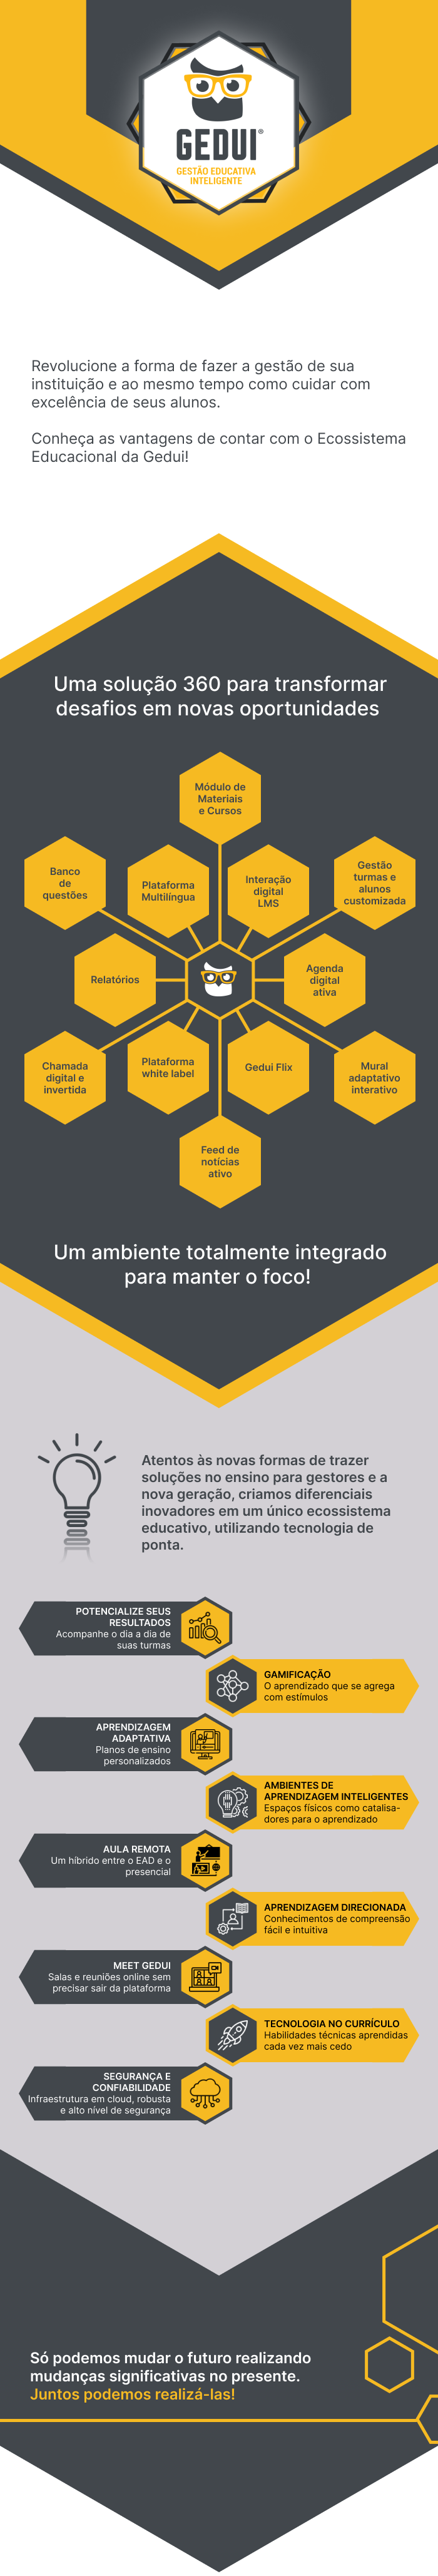 GEDUI®
GESTÃO EDUCATIVA
INTELIGENTE
Revolucione a forma de fazer a gestão de sua
instituição e ao mesmo tempo como cuidar com
excelência de seus alunos.
Conheça as vantagens de contar com o Ecossistema
Educacional da Gedui!
Uma solução 360 para transformar
desafios em novas oportunidades
Módulo de
Materiais
e Cursos
Banco
de
questões
Plataforma
Multilíngua
Interação
digital
LMS
Gestão
turmas e
alunos
customizada
Relatórios
Agenda
digital
ativa
Chamada
digital e
invertida
Plataforma
white label
Gedui Flix
Mural
adaptativo
interativo
Feed de
notícias
ativo
Um ambiente totalmente integrado
para manter o foco!
Atentos às novas formas de trazer
soluções no ensino para gestores e a
nova geração, criamos diferenciais
inovadores em um único ecossistema
educativo, utilizando tecnologia de
ponta.
POTENCIALIZE SEUS
RESULTADOS
Acompanhe o dia a dia de
suas turmas
GAMIFICAÇÃO
O aprendizado que se agrega
com estímulos
APRENDIZAGEM
ADAPTATIVA
Planos de ensino
personalizados
AMBIENTES DE
APRENDIZAGEM INTELIGENTES
Espaços físicos como catalisa-
dores para o aprendizado
AULA REMOTA
Um híbrido entre o EAD e o
presencial
APRENDIZAGEM DIRECIONADA
Conhecimentos de compreensão
fácil e intuitiva
MEET GEDUI
Salas e reuniões online sem
precisar sair da plataforma
TECNOLOGIA NO CURRÍCULO
Habilidades técnicas aprendidas
cada vez mais cedo
SEGURANÇA E
CONFIABILIDADE
Infraestrutura em cloud, robusta
e alto nível de segurança
Só podemos mudar o futuro realizando
mudanças significativas no presente.
Juntos podemos realizá-las!